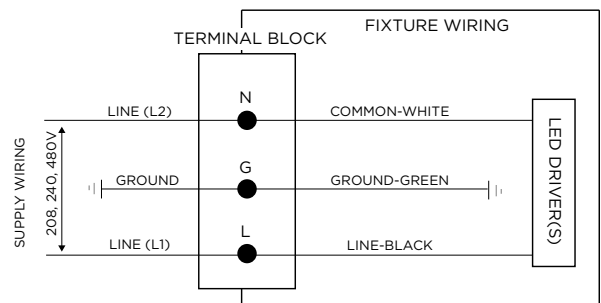 FIXTURE WIRING
TERMINAL BLOCK
N
LINE (L2)
COMMON-WHITE
G
GROUND
GROUND-GREEN
L
LINE (L1)
LINE-BLACK
SUPPLY WIRING
208, 240, 480V
LED DRIVER(S)